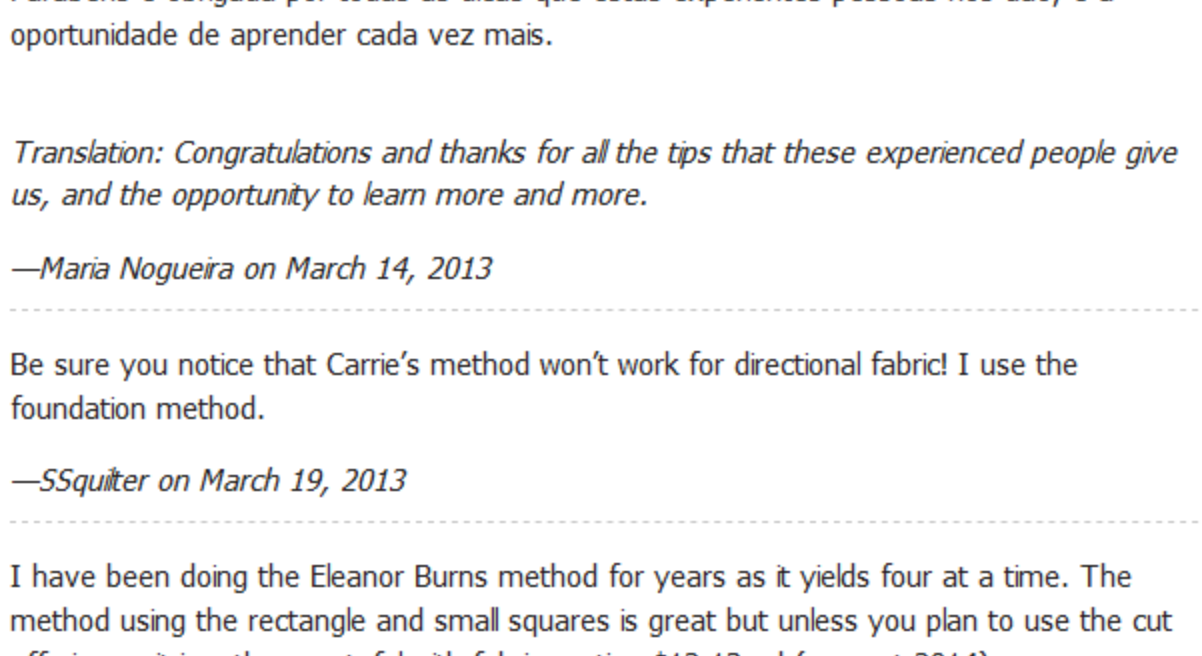 oportunidade de aprender cada vez mais.
Translation: Congratulations and thanks for all the tips that these experienced people give
us, and the opportunity to learn more and more.
—Maria Nogueira on March 14, 2013
Be sure you notice that Carrie’s method won’t work for directional fabric! I use the
foundation method.
—SSquilter on March 19, 2013
I have been doing the Eleanor Burns method for years as it yields four at a time. The
method using the rectangle and small squares is great but unless you plan to use the cut